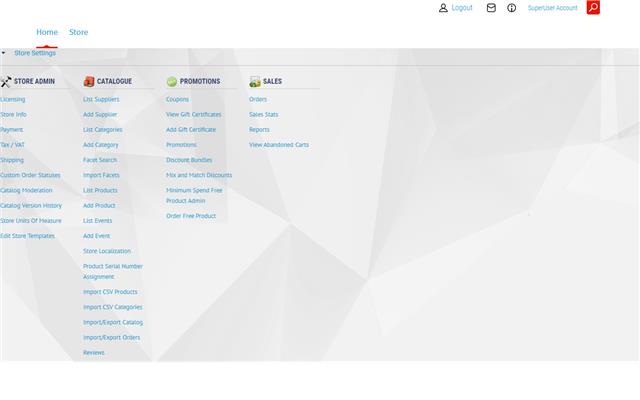 Logout
SuperUser Account
Home
Store
Store Settings
STORE ADMIN
Licensing
Store Info
Payment
Tax / VAT
Shipping
Custom Order Statuses
Catalog Moderation
Catalog Version History
Store Units Of Measure
Edit Store Templates
CATALOGUE
List Suppliers
Add Supplier
List Categories
Add Category
Facet Search
Import Facets
List Products
Add Product
List Events
Add Event
Store Localization
Product Serial Number
Assignment
Import CSV Products
Import CSV Categories
Import/Export Catalog
Import/Export Orders
Reviews
PROMOTIONS
Coupons
View Gift Certificates
Add Gift Certificate
Promotions
Discount Bundles
Mix and Match Discounts
Minimum Spend Free
Product Admin
Order Free Product
SALES
Orders
Sales Stats
Reports
View Abandoned Carts